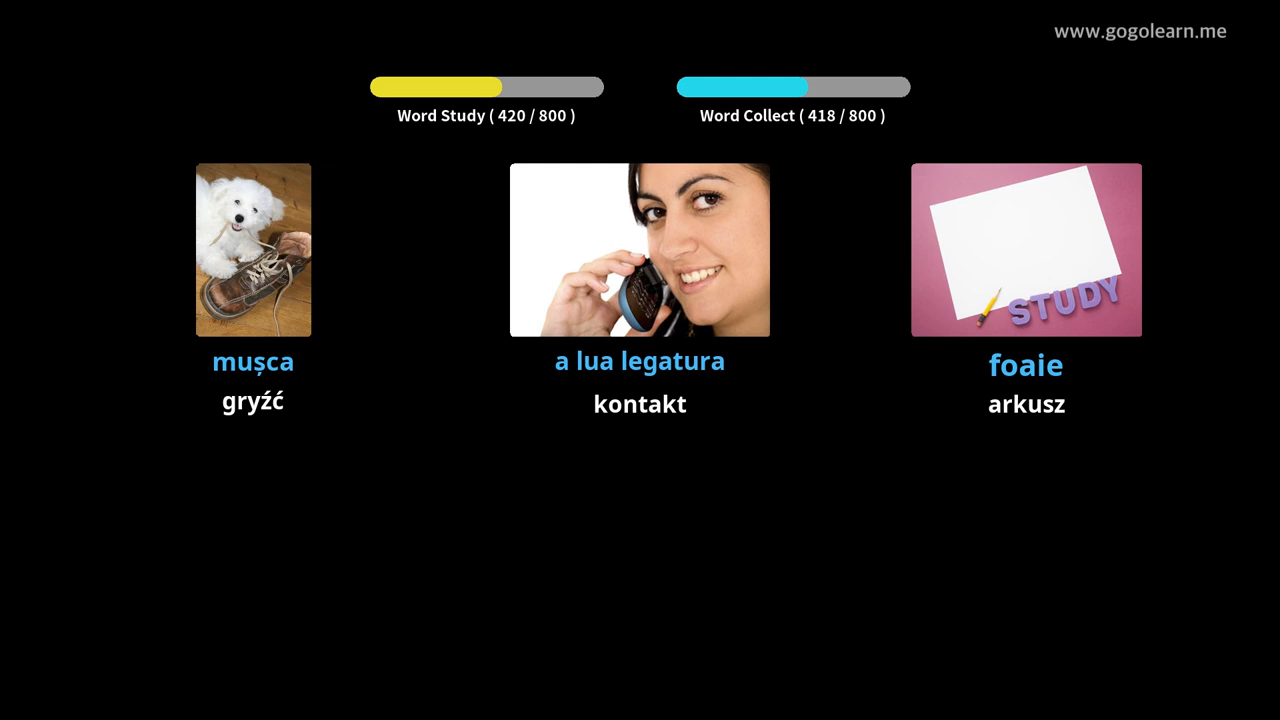 www.gogolearn.me
Word Study ( 420 / 800 )
Word Collect ( 418 / 800 )
STUDY
mușca
a lua legatura
foaie
gryźć
kontakt
arkusz